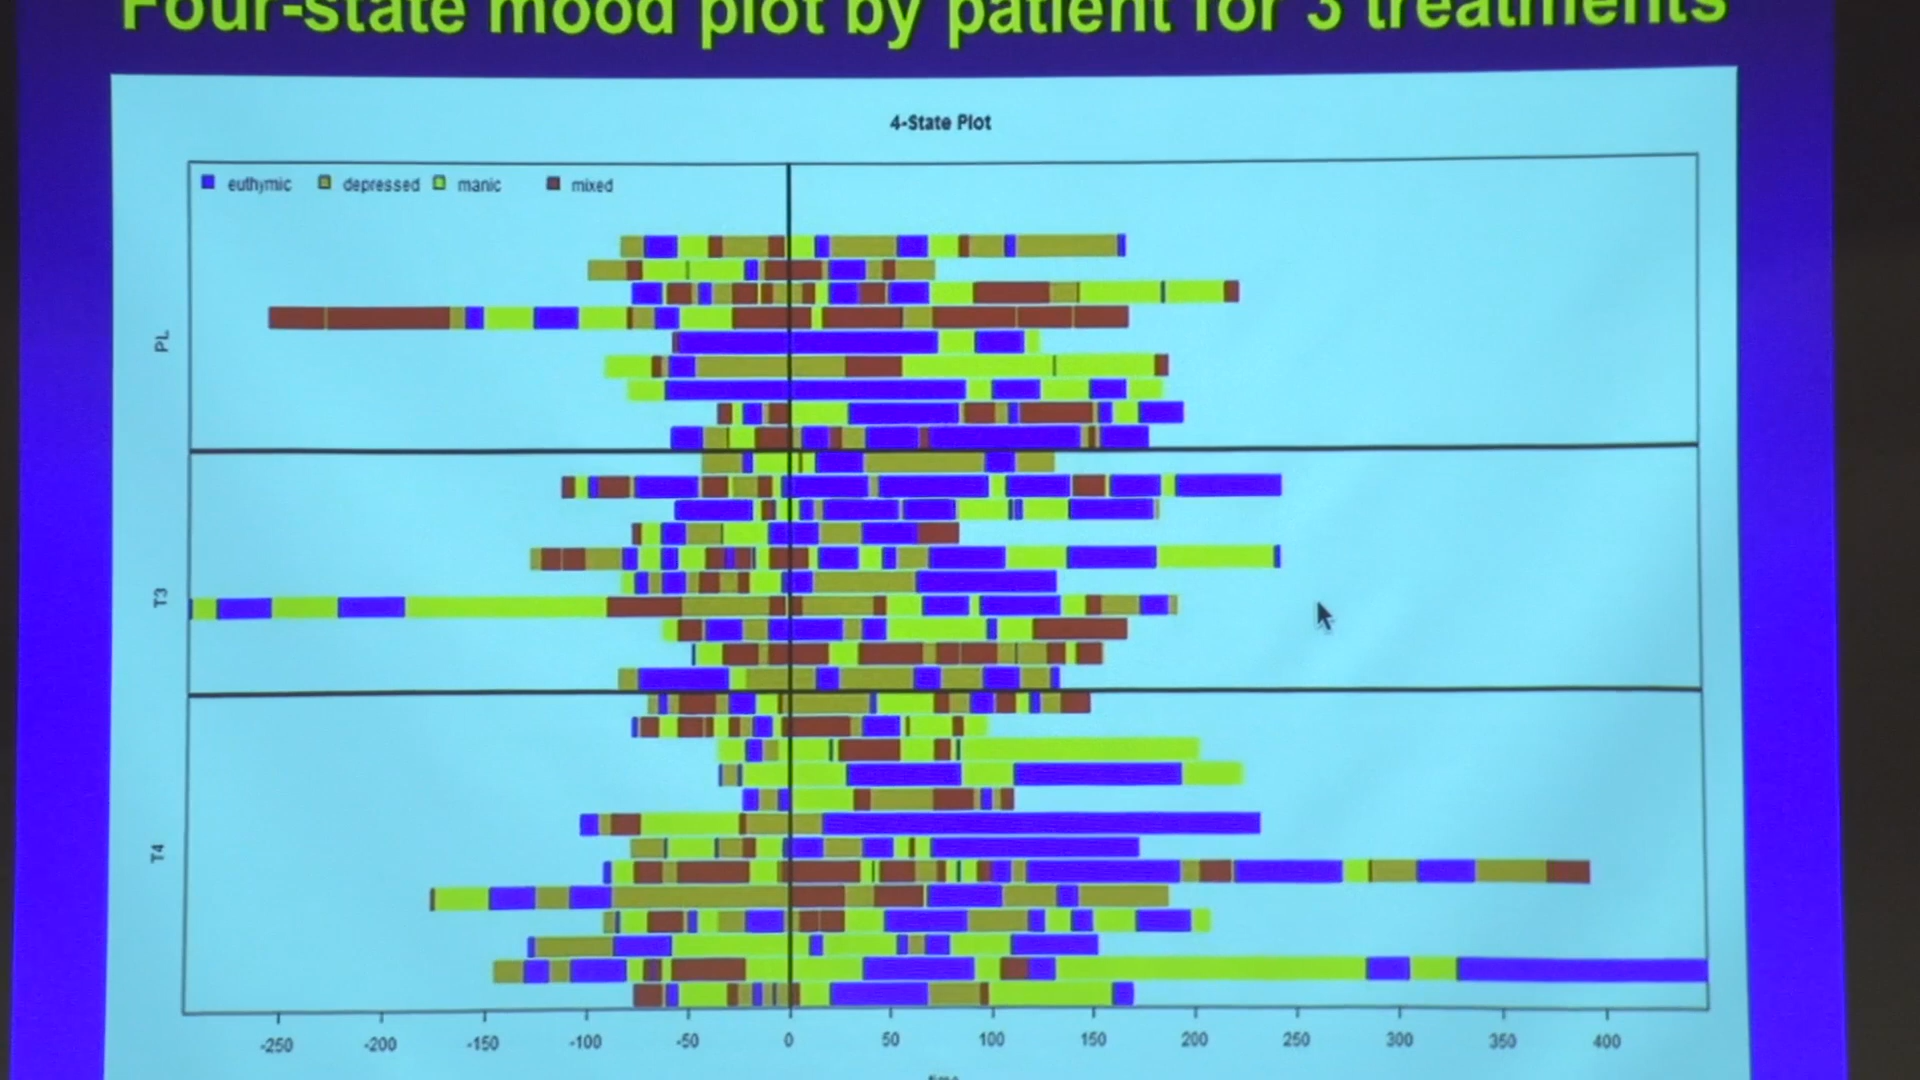 Four-state mood plot by patient for 3 treatments
4-State Plot
euthymic depressed manic mixed
PL
T3
T4
-250 -200 -150 -100 -50 0 50 100 150 200 250 300 350 400